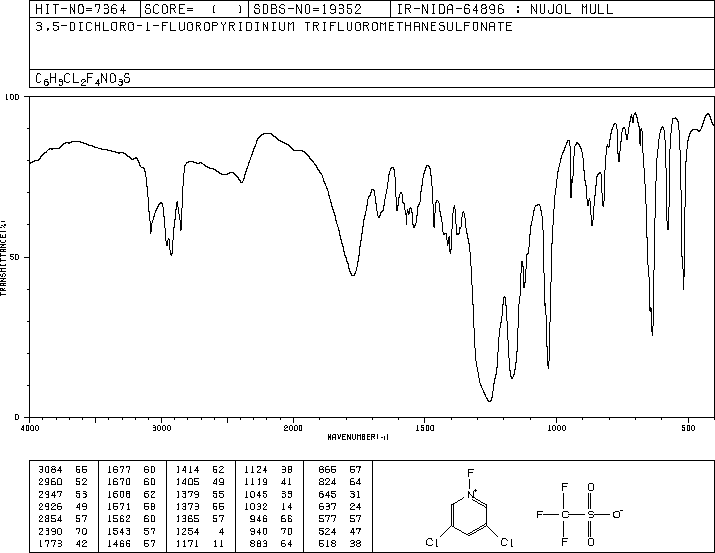 HIT-NO=7364 SCORE= ( ) SDBS-NO=19352 IR-NIDA-64896 : NUJOL MULL
3,5-DICHLORO-1-FLUOROPYRIDINIUM TRIFLUOROMETHANESULFONATE
C6H3CL2F4NO3S
100
TRANSMITTANCE(%)
50
0
4000 3000 2000 1500 1000 500
WAVENUMBER(-1)
3084 55 1677 60 1414 52 1124 38 866 57
2960 52 1670 60 1405 49 1119 41 824 64
2947 53 1608 62 1379 55 1045 39 645 31
2926 49 1571 58 1373 55 1032 14 637 24
2854 57 1562 60 1365 57 946 66 577 57
2390 70 1543 57 1254 4 940 70 524 47
1773 42 1466 57 1171 11 883 64 518 38
F
N+
Cl Cl
F O
F C S O-
F O